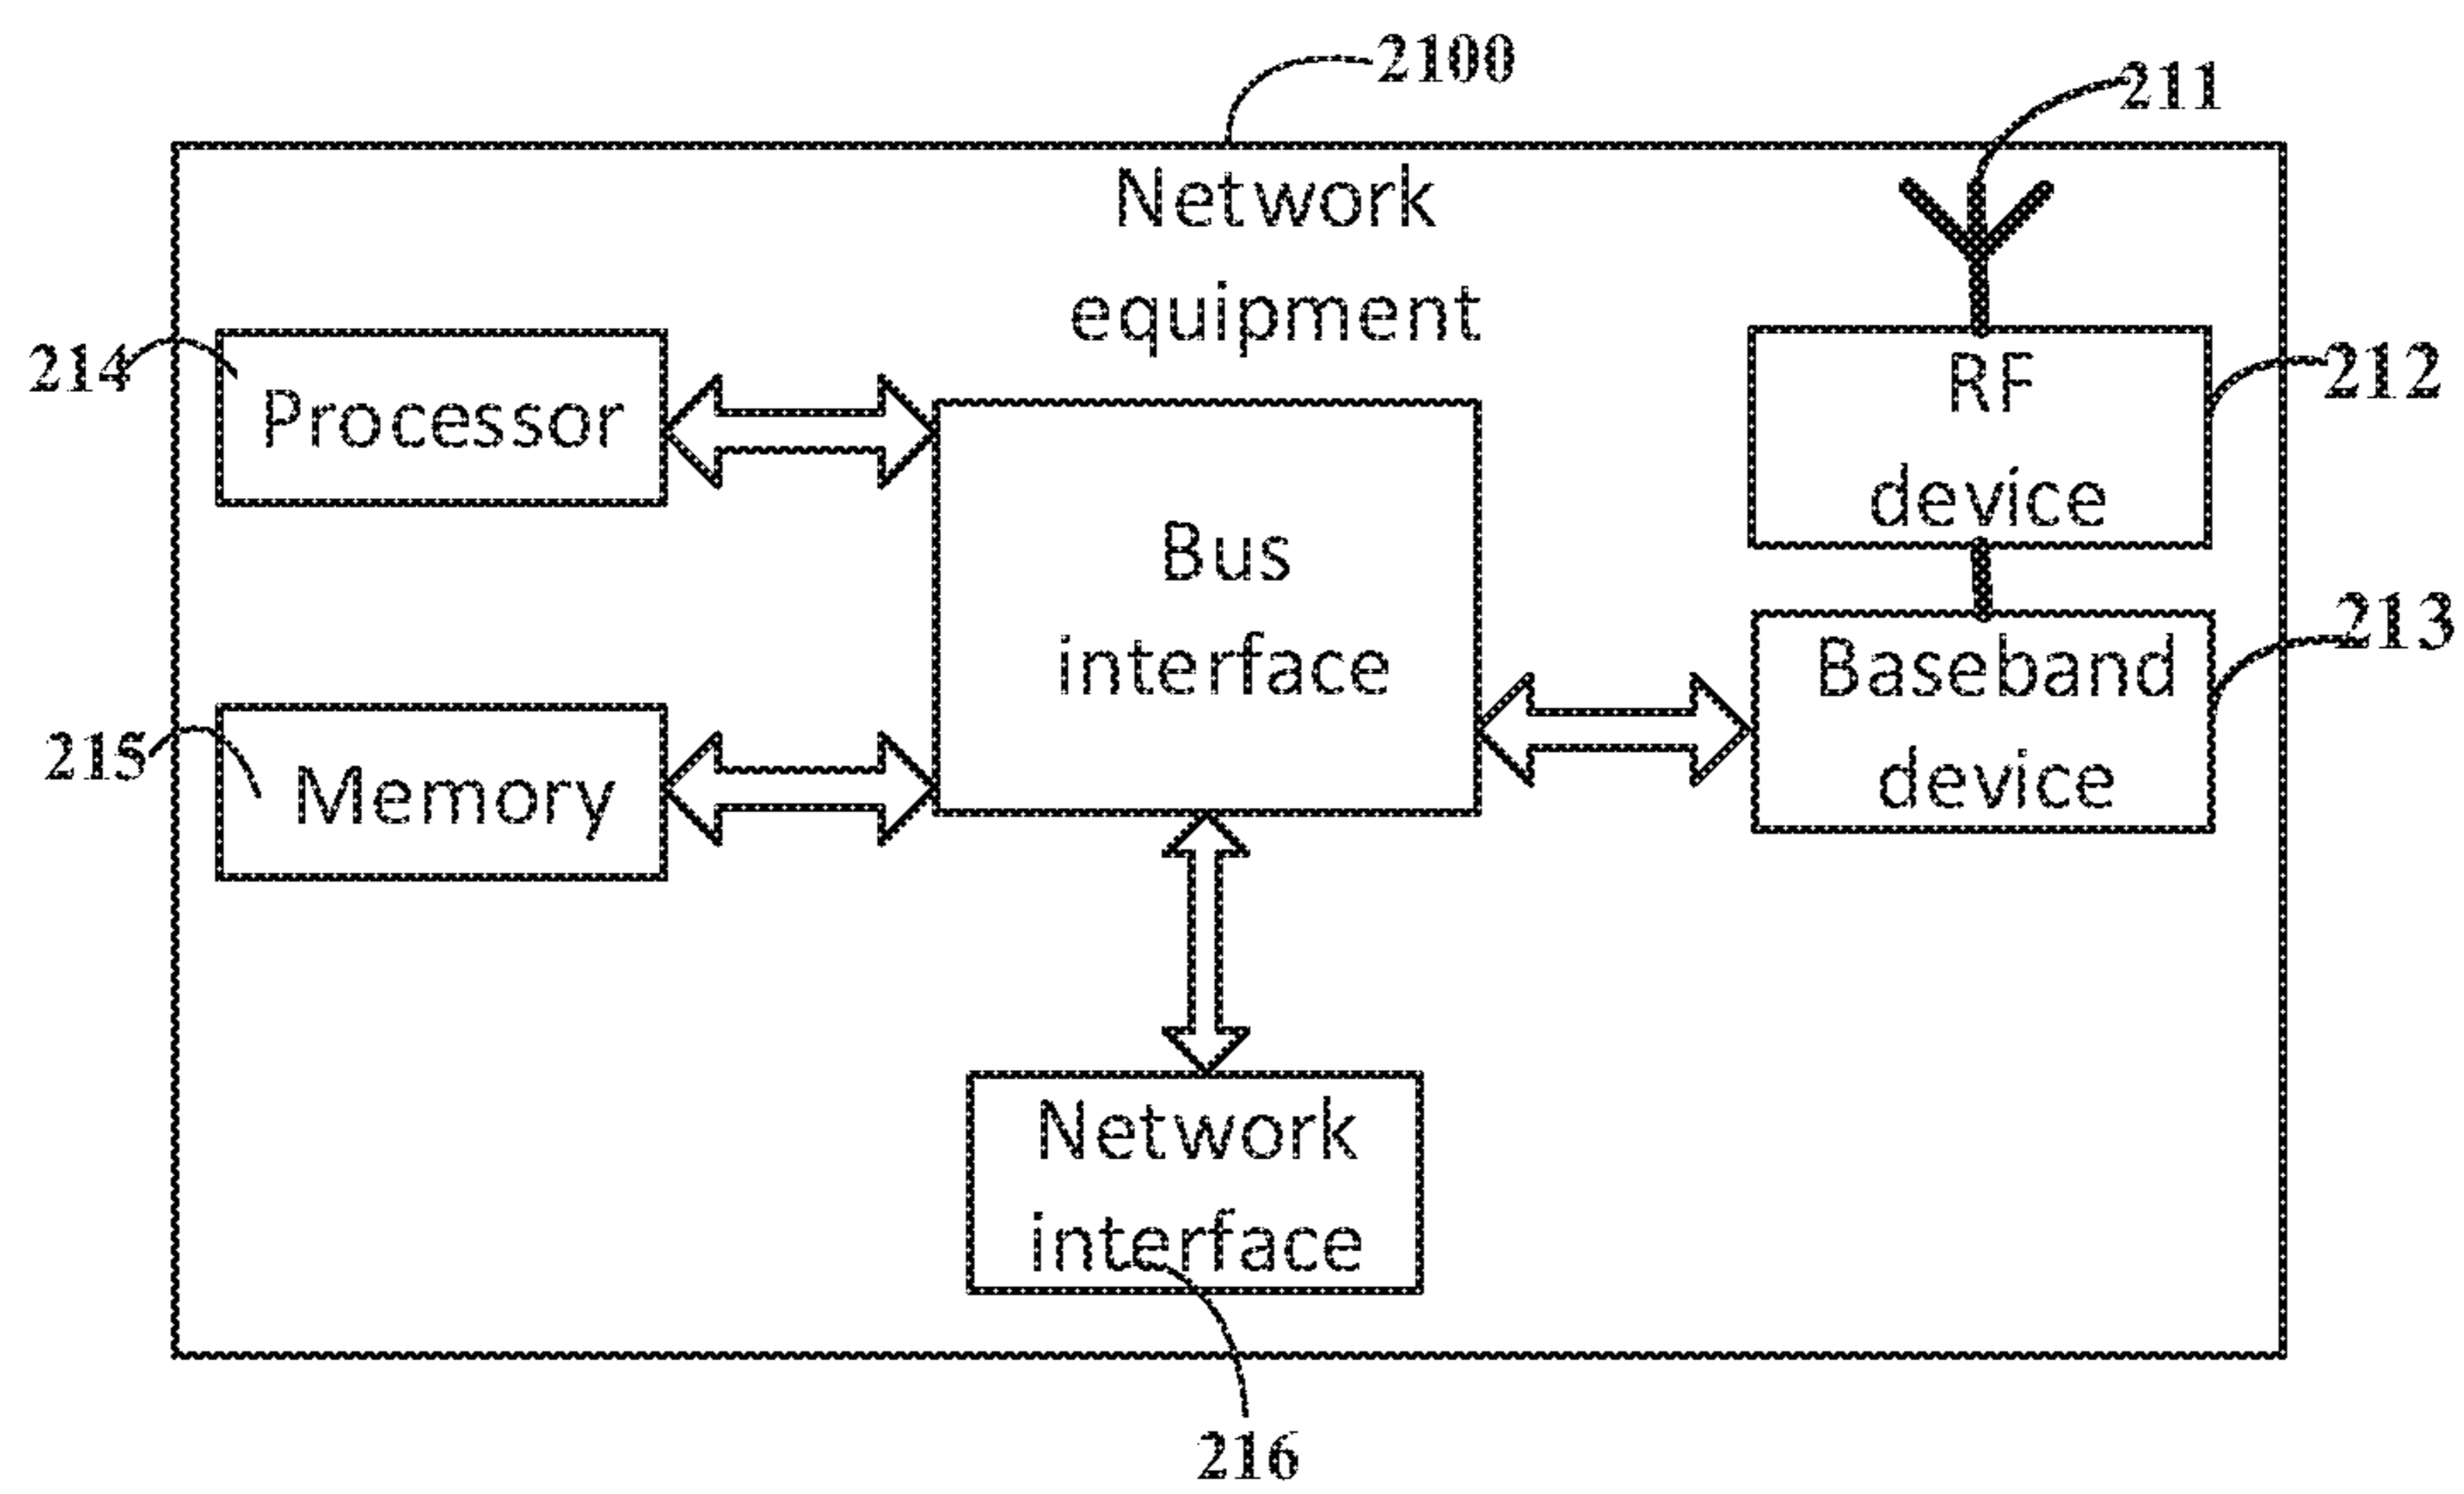 2100
211
Network
equipment
214
Processor
RF
device
212
Bus
interface
213
Baseband
device
215
Memory
Network
interface
216